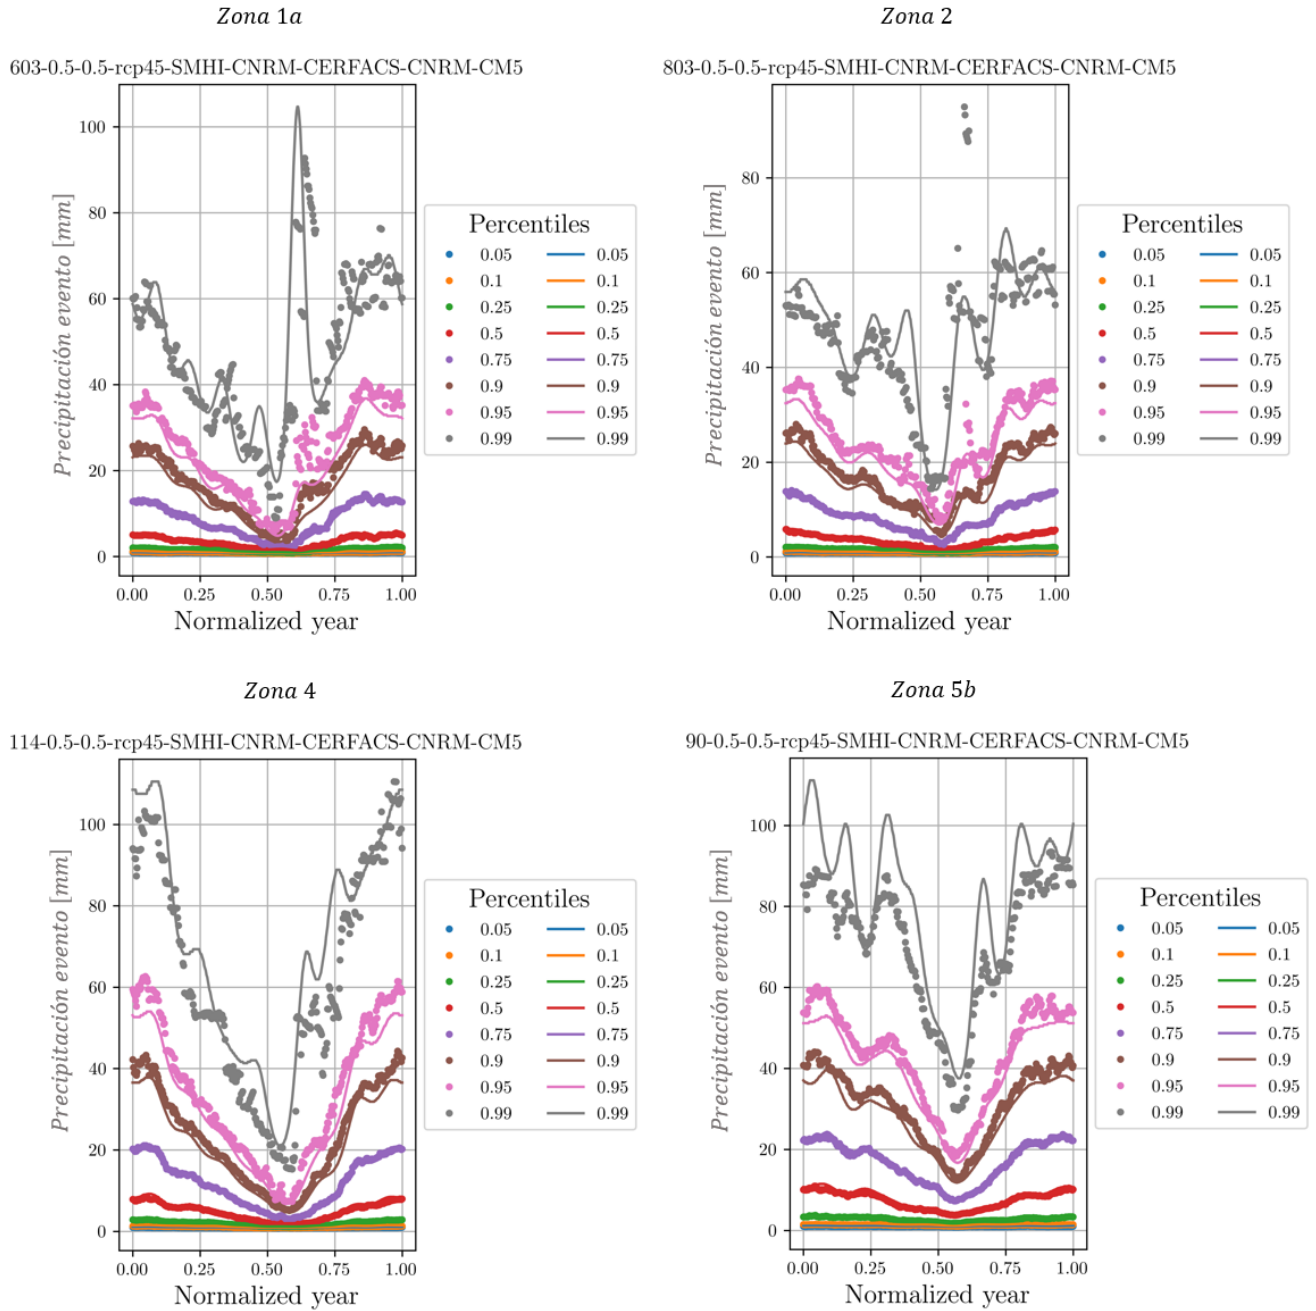 Zona 1a
603-0.5-0.5-rcp45-SMHI-CNRM-CERFACS-CNRM-CM5
Precipitación evento [mm]
100
80
60
40
20
0
0.00 0.25 0.50 0.75 1.00
Normalized year
Percentiles
0.05 0.05
0.1 0.1
0.25 0.25
0.5 0.5
0.75 0.75
0.9 0.9
0.95 0.95
0.99 0.99
Zona 2
803-0.5-0.5-rcp45-SMHI-CNRM-CERFACS-CNRM-CM5
Precipitación evento [mm]
80
60
40
20
0
0.00 0.25 0.50 0.75 1.00
Normalized year
Percentiles
0.05 0.05
0.1 0.1
0.25 0.25
0.5 0.5
0.75 0.75
0.9 0.9
0.95 0.95
0.99 0.99
Zona 4
114-0.5-0.5-rcp45-SMHI-CNRM-CERFACS-CNRM-CM5
Precipitación evento [mm]
100
80
60
40
20
0
0.00 0.25 0.50 0.75 1.00
Normalized year
Percentiles
0.05 0.05
0.1 0.1
0.25 0.25
0.5 0.5
0.75 0.75
0.9 0.9
0.95 0.95
0.99 0.99
Zona 5b
90-0.5-0.5-rcp45-SMHI-CNRM-CERFACS-CNRM-CM5
Precipitación evento [mm]
100
80
60
40
20
0
0.00 0.25 0.50 0.75 1.00
Normalized year
Percentiles
0.05 0.05
0.1 0.1
0.25 0.25
0.5 0.5
0.75 0.75
0.9 0.9
0.95 0.95
0.99 0.99